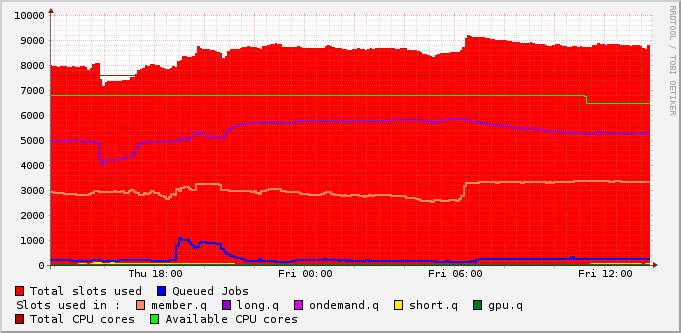 10000
9000
8000
7000
6000
5000
4000
3000
2000
1000
0
Thu 18:00 Fri 00:00 Fri 06:00 Fri 12:00
RRDTOOL / TOBI OETIKER
Total slots used Queued Jobs
Slots used in : member.q long.q ondemand.q short.q gpu.q
Total CPU cores Available CPU cores